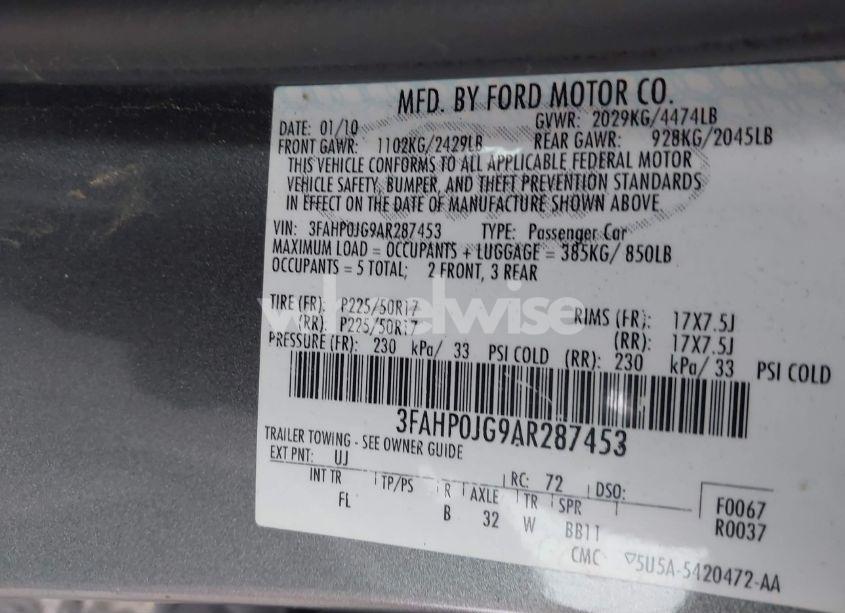 MFD. BY FORD MOTOR CO.
DATE: 01/10 GVWR: 2029KG/4474LB
FRONT GAWR: 1102KG/2429LB REAR GAWR: 928KG/2045LB
THIS VEHICLE CONFORMS TO ALL APPLICABLE FEDERAL MOTOR
VEHICLE SAFETY, BUMPER, AND THEFT PREVENTION STANDARDS
IN EFFECT ON THE DATE OF MANUFACTURE SHOWN ABOVE.
VIN: 3FAHP0JG9AR287453 TYPE: Passenger Car
MAXIMUM LOAD = OCCUPANTS + LUGGAGE = 385KG/ 850LB
OCCUPANTS = 5 TOTAL; 2 FRONT, 3 REAR
wheelwise
TIRE (FR): P225/50R17 RIMS (FR): 17X7.5J
(RR): P225/50R17 (RR): 17X7.5J
PRESSURE (FR): 230 kPa/ 33 PSI COLD (RR): 230 kPa/ 33 PSI COLD
3FAHP0JG9AR287453
TRAILER TOWING - SEE OWNER GUIDE
EXT PNT: UJ RC: 72 DSO:
INT TR TP/PS R AXLE TR SPR
FL B 32 W BB11
F0067
R0037
CMC 5U5A-5420472-AA